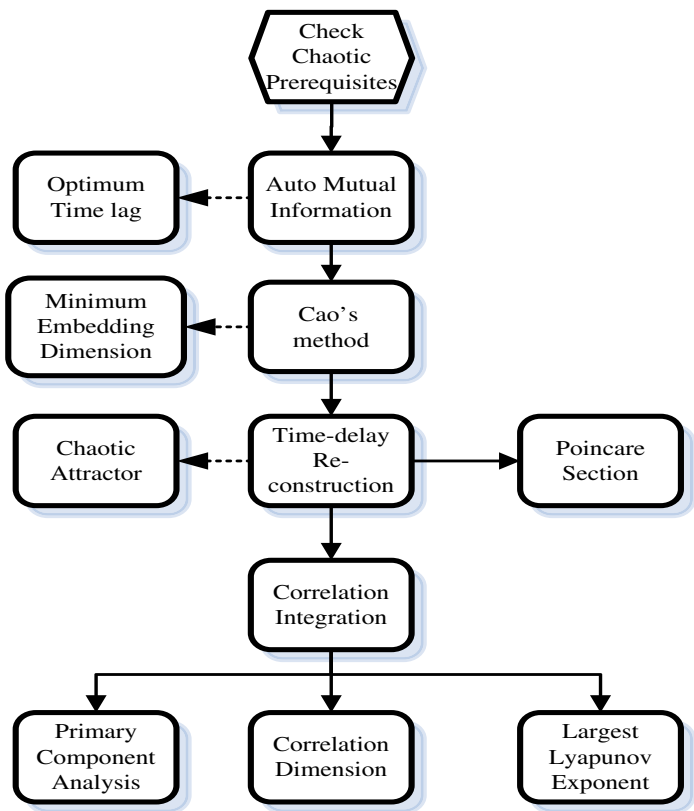 Check
Chaotic
Prerequisites
Optimum
Time lag
Auto Mutual
Information
Minimum
Embedding
Dimension
Cao's
method
Chaotic
Attractor
Time-delay
Re-
construction
Poincare
Section
Correlation
Integration
Primary
Component
Analysis
Correlation
Dimension
Largest
Lyapunov
Exponent